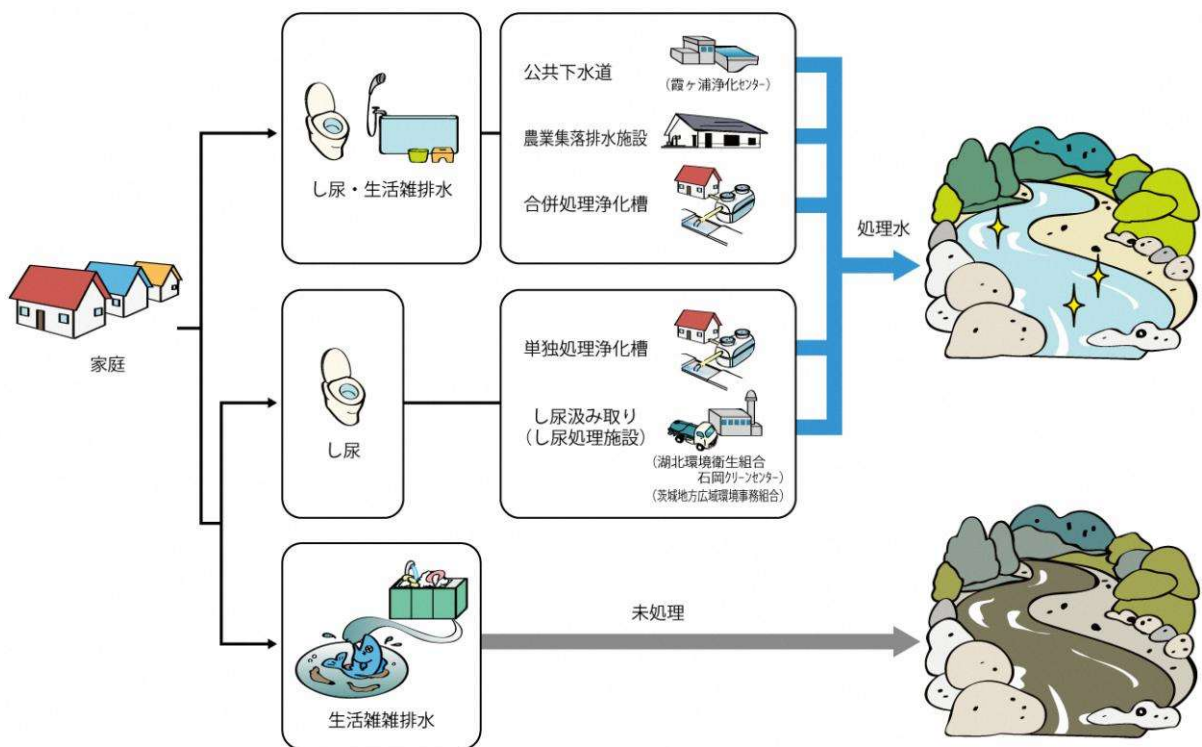 公共下水道
(霞ヶ浦浄化センター)
農業集落排水施設
合併処理浄化槽
し尿・生活雑排水
処理水
家庭
単独処理浄化槽
し尿汲み取り
(し尿処理施設)
(湖北環境衛生組合
石岡クリーンセンター)
(茨城地方広域環境事務組合)
し尿
未処理
生活雑雑排水